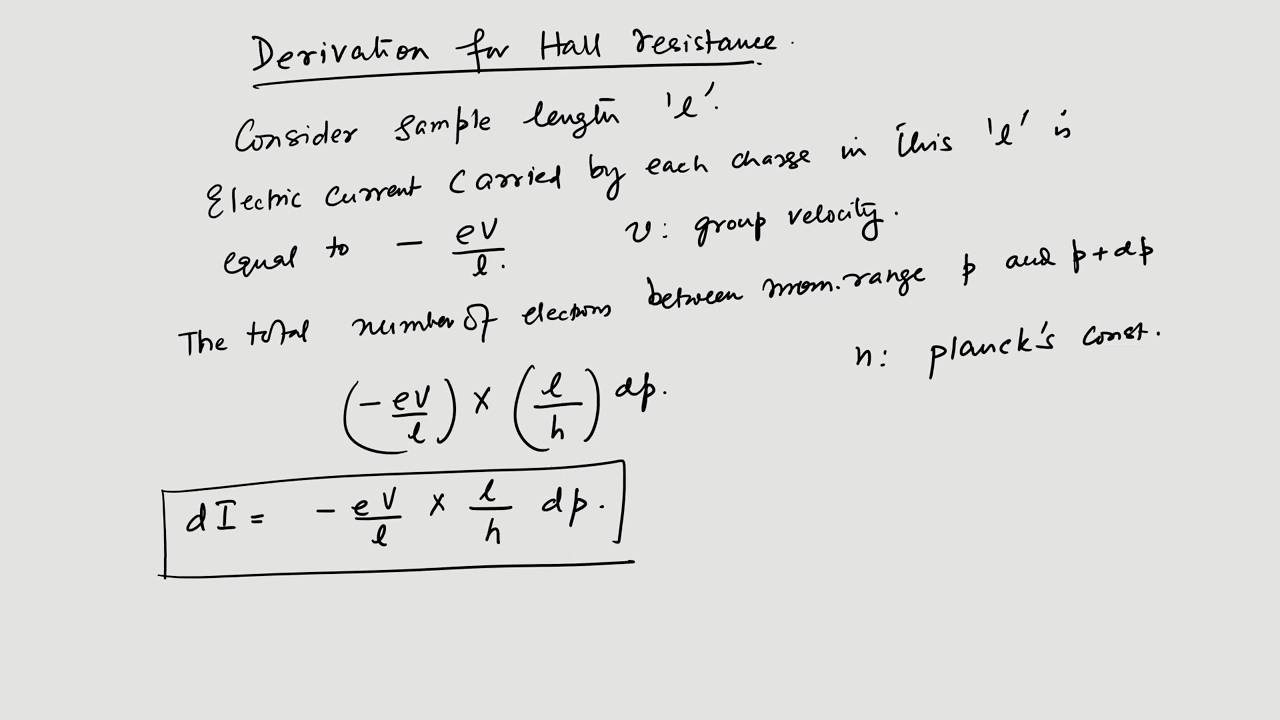 Derivation for Hall resistance.
Consider sample length 'l'.
Electric current carried by each charge in this 'l' is
equal to - ev/l. v: group velocity.
The total number of electrons between mom. range p and p+dp
h: planck's const.
(- ev/l) x (l/h) dp.
dI = - ev/l x l/h dp.